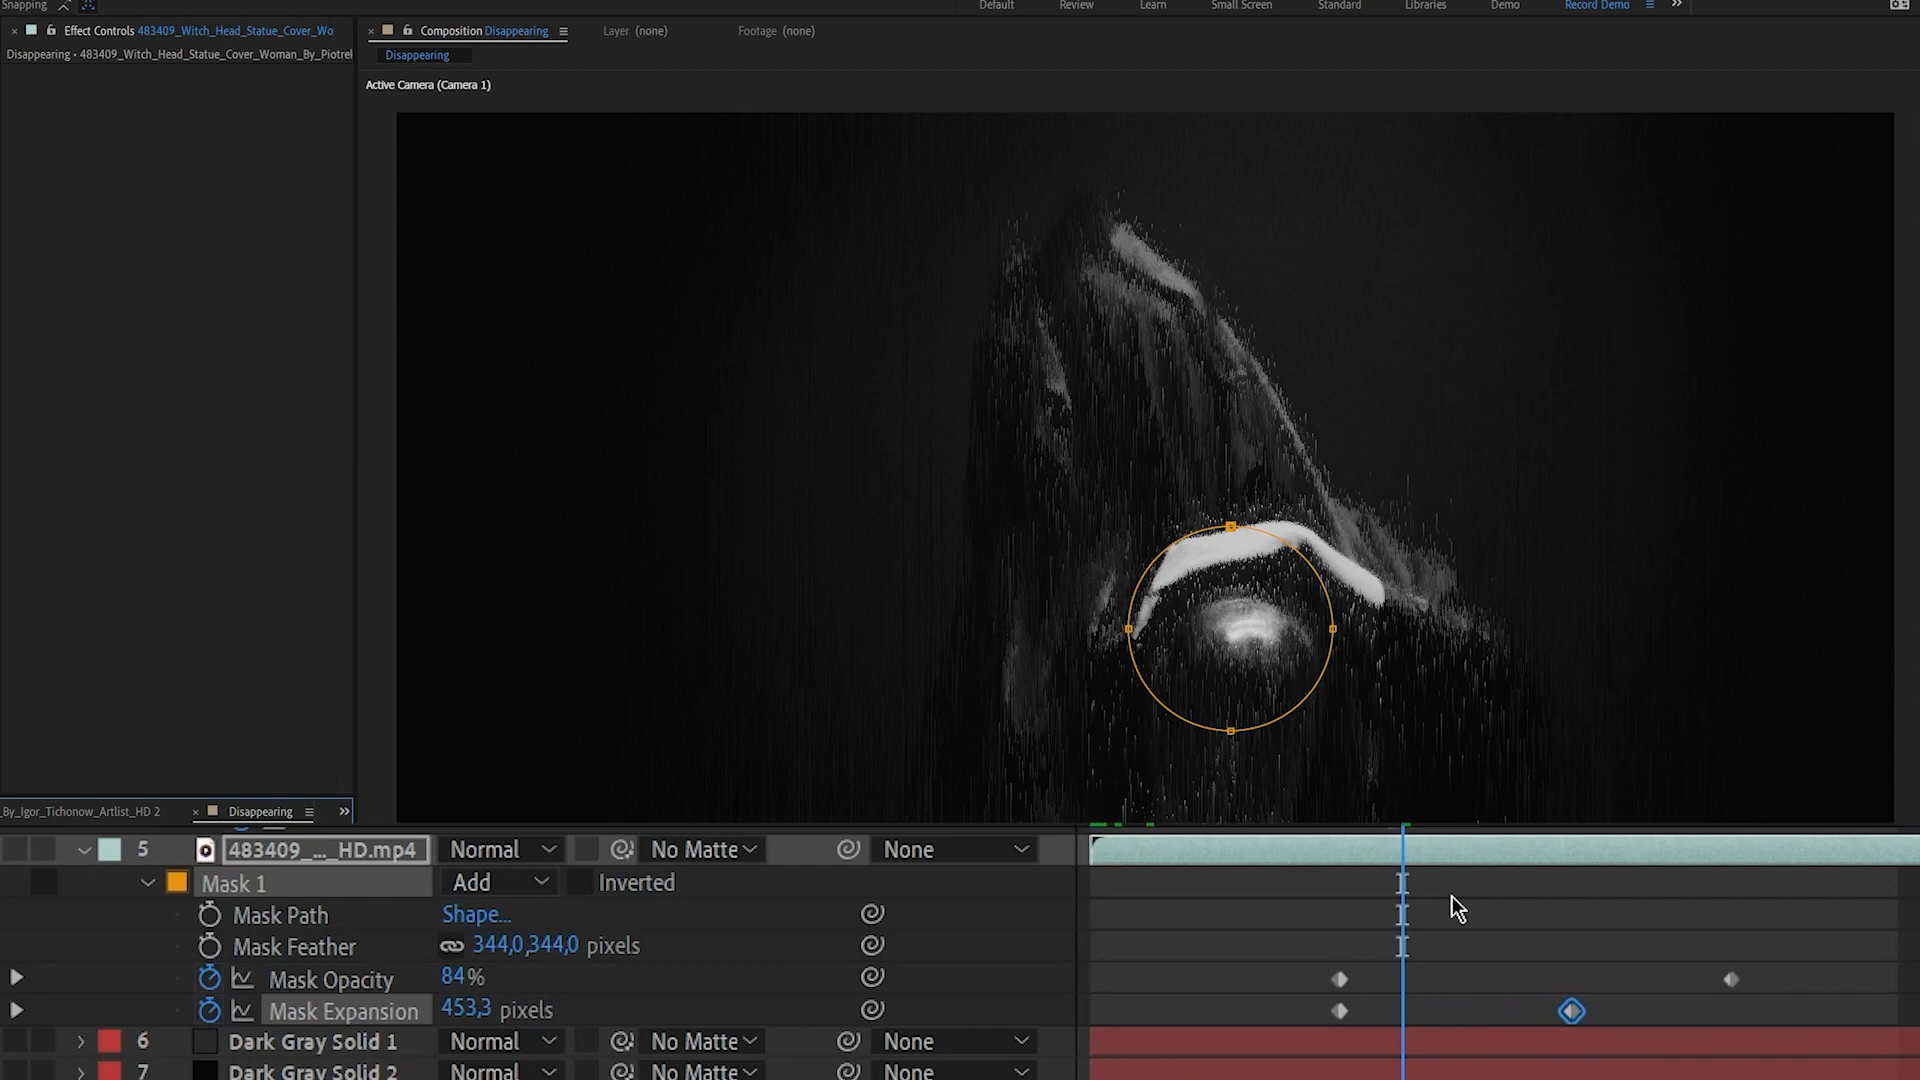 Snapping
Default Review Learn Small Screen Standard Libraries Demo Record Demo
Effect Controls 483409_Witch_Head_Statue_Cover_Wo
Composition Disappearing
Layer (none)
Footage (none)
Disappearing • 483409_Witch_Head_Statue_Cover_Woman_By_Piotre
Disappearing
Active Camera (Camera 1)
_By_Igor_Tichonow_Artlist_HD 2
Disappearing
5 483409_..._HD.mp4 Normal No Matte None
Mask 1 Add Inverted
Mask Path Shape...
Mask Feather 344,0,344,0 pixels
Mask Opacity 84%
Mask Expansion 453,3 pixels
6 Dark Gray Solid 1 Normal No Matte None
7 Dark Gray Solid 2 Normal No Matte None